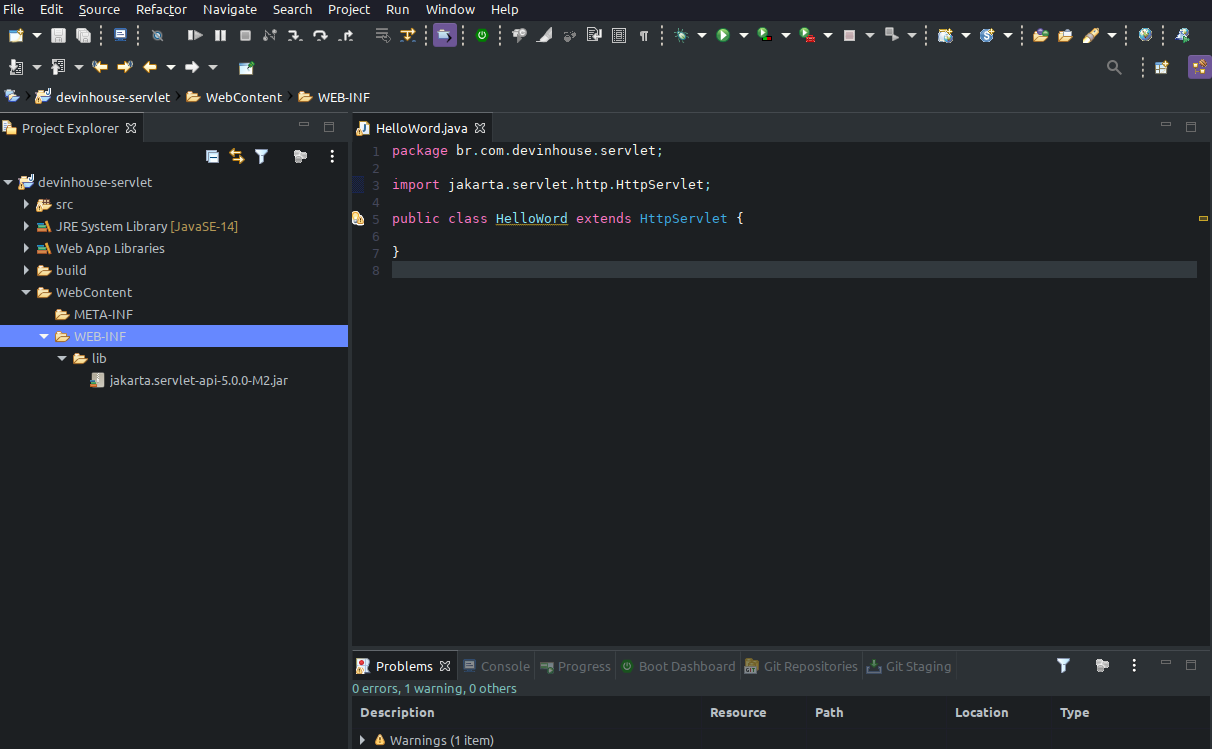 File Edit Source Refactor Navigate Search Project Run Window Help
devinhouse-servlet WebContent WEB-INF
Project Explorer
devinhouse-servlet
src
JRE System Library [JavaSE-14]
Web App Libraries
build
WebContent
META-INF
WEB-INF
lib
jakarta.servlet-api-5.0.0-M2.jar
HelloWord.java
1 package br.com.devinhouse.servlet;
2
3 import jakarta.servlet.http.HttpServlet;
4
5 public class HelloWord extends HttpServlet {
6
7 }
8
Problems Console Progress Boot Dashboard Git Repositories Git Staging
0 errors, 1 warning, 0 others
Description Resource Path Location Type
Warnings (1 item)